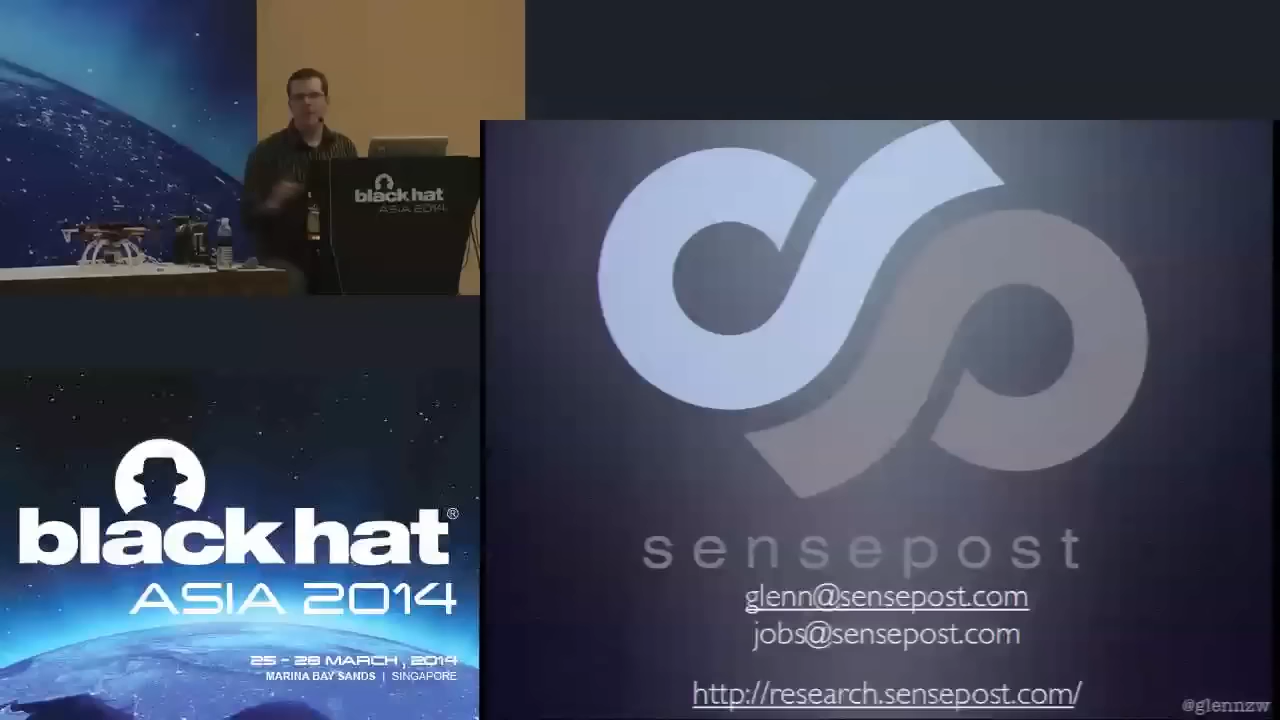 black hat
ASIA 2014
black hat®
ASIA 2014
25 - 28 MARCH, 2014
MARINA BAY SANDS | SINGAPORE
sensepost
glenn@sensepost.com
jobs@sensepost.com
http://research.sensepost.com/
@glennzw